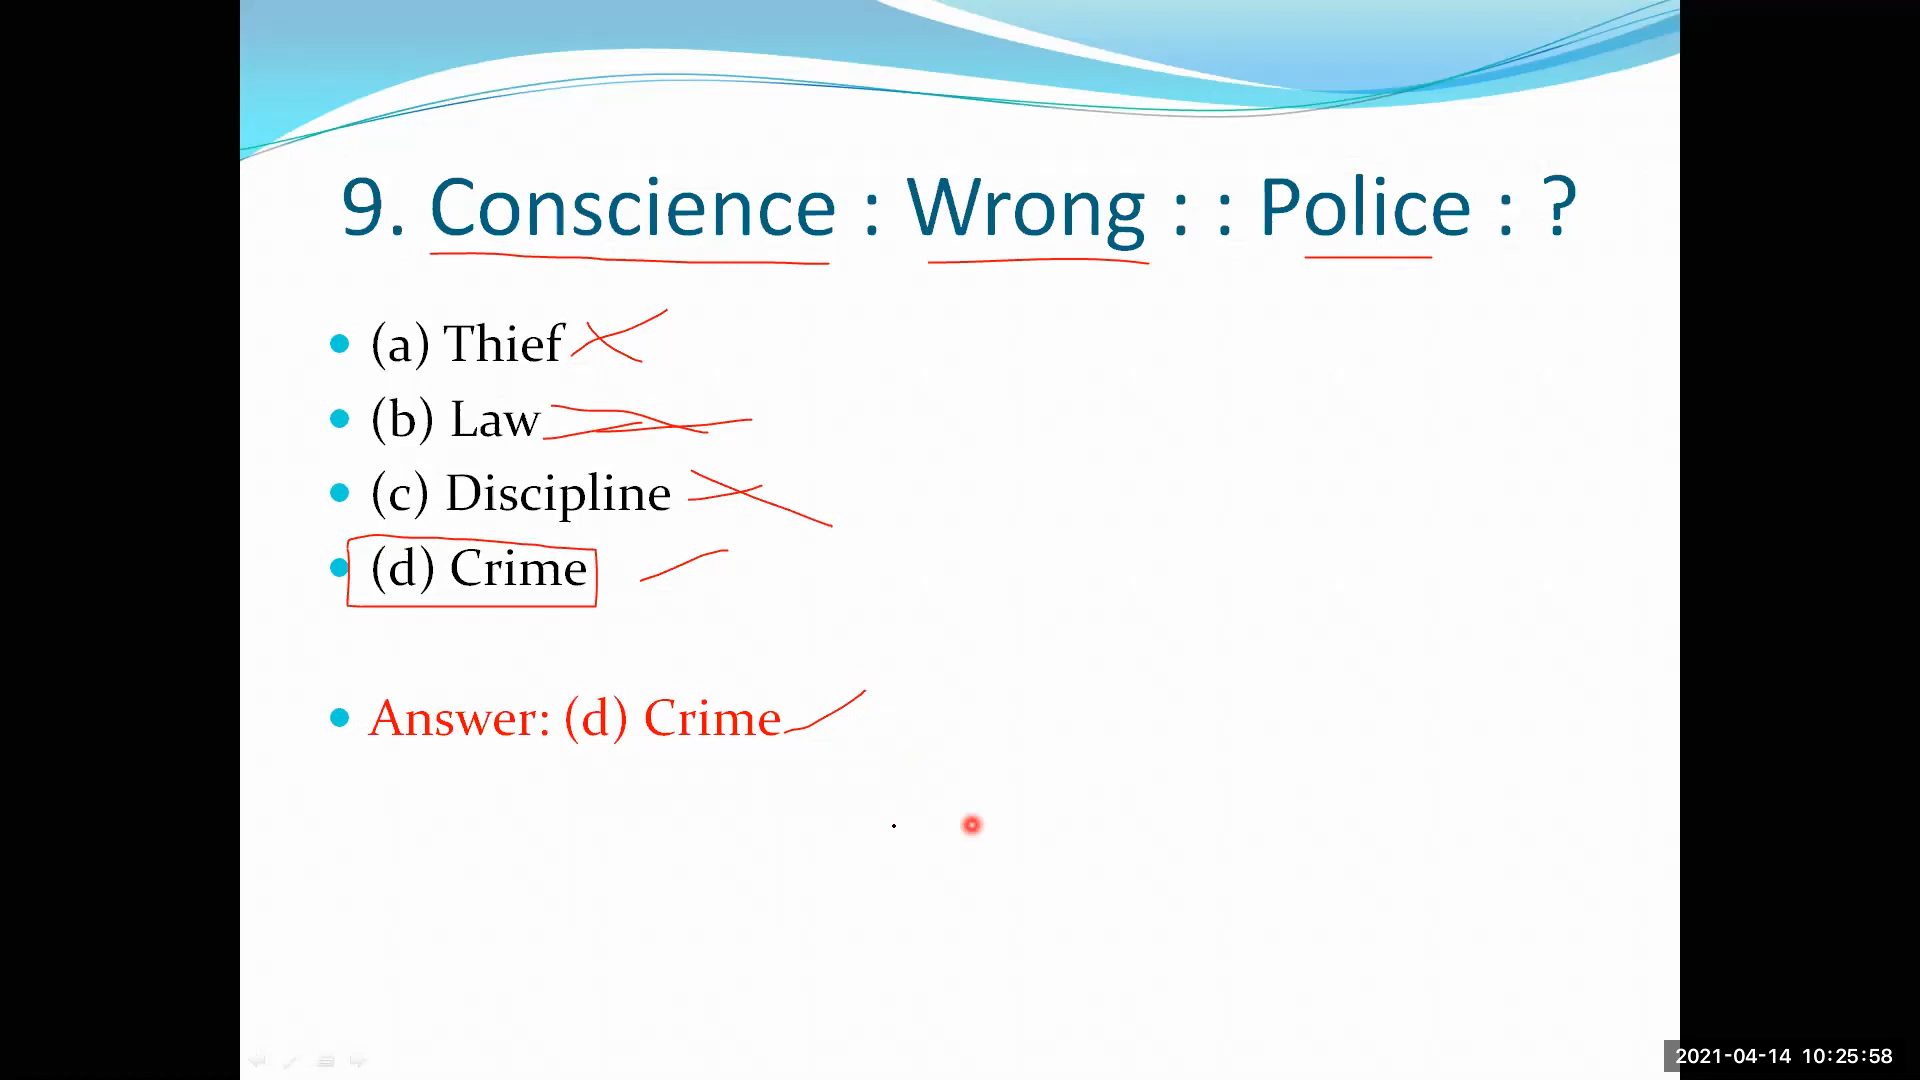 9. Conscience : Wrong : : Police : ?
(a) Thief
(b) Law
(c) Discipline
(d) Crime
Answer: (d) Crime
2021-04-14 10:25:58